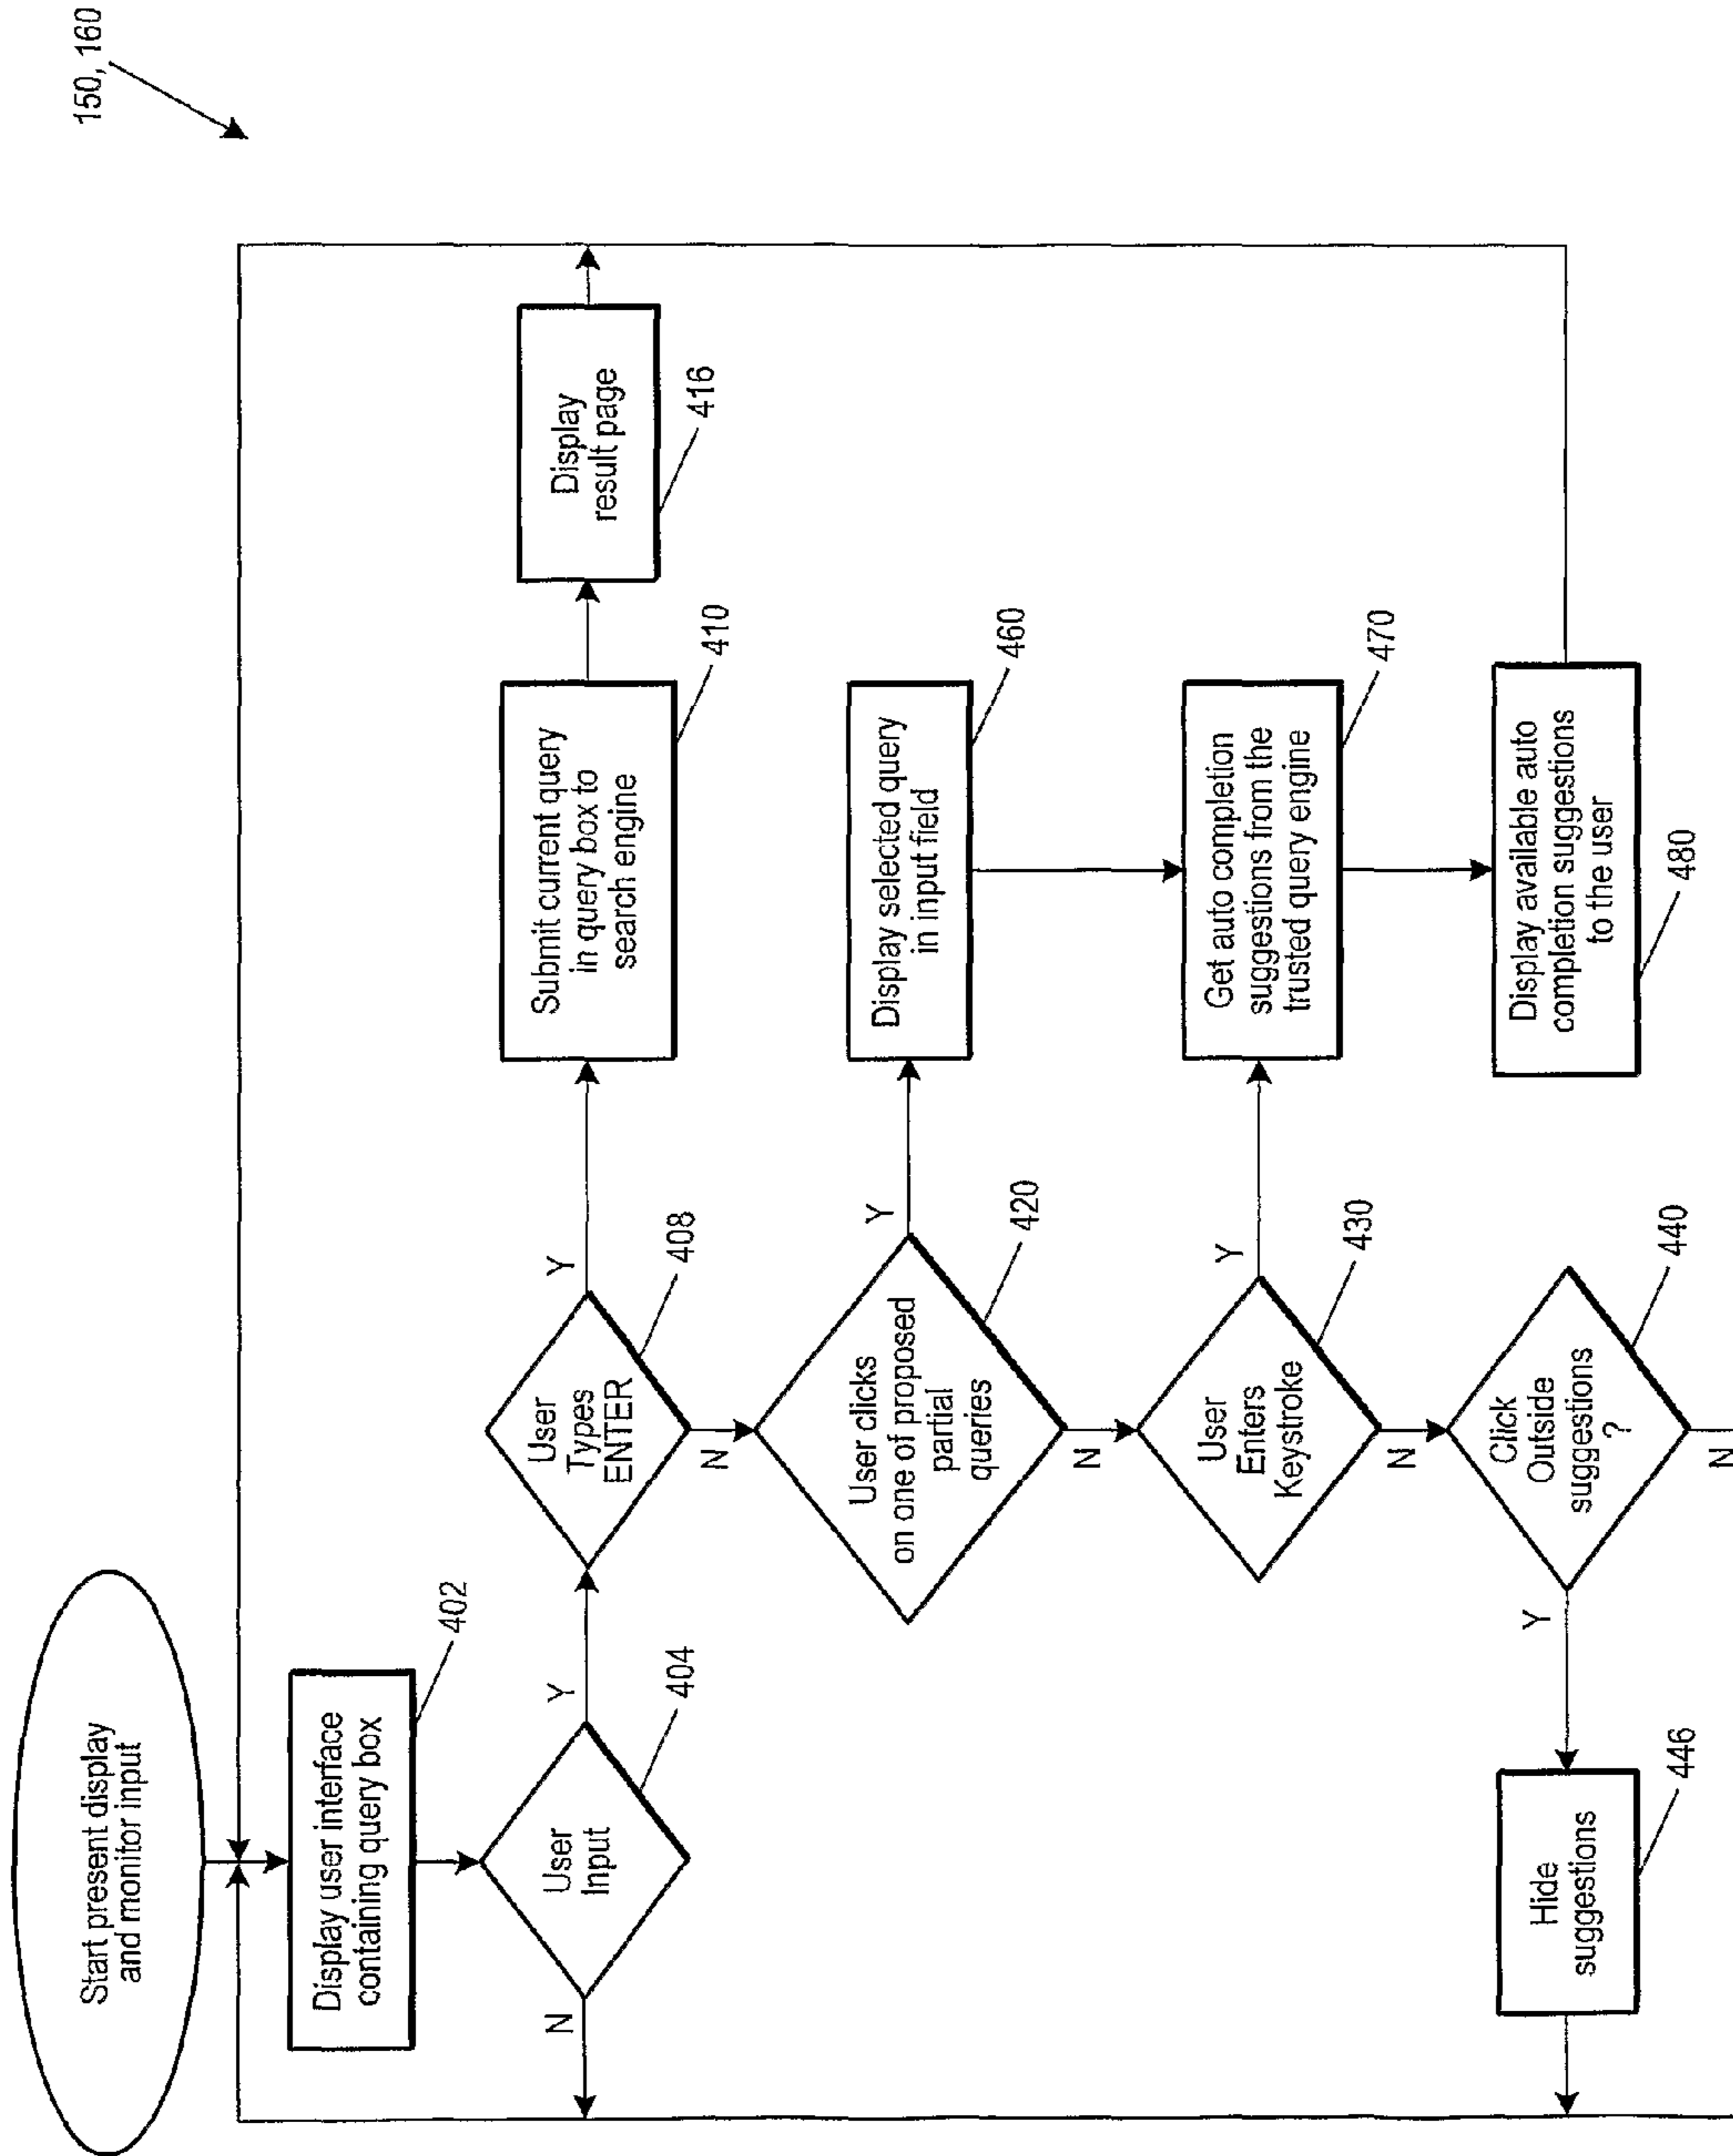 150, 160
Start present display
and monitor input
Display user interface
containing query box
402
User
Input
404
Y
N
User
Types
ENTER
408
Y
N
Submit current query
in query box to
search engine
410
Display
result page
416
User clicks
on one of proposed
partial
queries
420
Y
N
Display selected query
in input field
460
User
Enters
Keystroke
430
Y
N
Get auto completion
suggestions from the
trusted query engine
470
Click
Outside
suggestions
?
440
Y
N
Hide
suggestions
446
Display available auto
completion suggestions
to the user
480